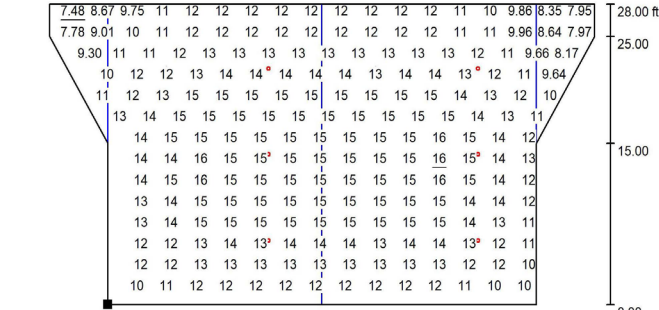 7.48 8.67 9.75 11 12 12 12 12 12 12 12 12 11 10 9.86 8.35 7.95 28.00 ft
7.78 9.01 10 11 12 12 12 12 12 12 12 12 11 11 9.96 8.64 7.97 25.00
9.30 11 11 12 13 13 13 13 13 13 13 13 12 11 9.66 8.17
10 12 12 13 14 14 14 14 14 13 14 14 13 12 11 9.64
11 12 13 15 15 15 15 15 15 15 15 15 14 13 12 10
13 14 15 15 15 15 15 15 15 15 15 14 13 11
14 15 15 15 15 15 15 15 15 15 16 15 14 12 15.00
14 14 16 15 15 15 15 15 15 15 16 15 14 13
14 15 16 15 15 15 15 15 15 15 16 15 14 12
13 14 15 15 15 15 15 15 15 15 15 14 14 12
13 14 15 15 15 15 15 15 15 15 15 14 13 11
12 12 13 14 13 14 14 14 13 14 14 13 12 11
12 12 13 13 13 13 13 13 13 13 13 12 12 10
10 11 12 12 12 12 12 12 12 12 12 11 10 10